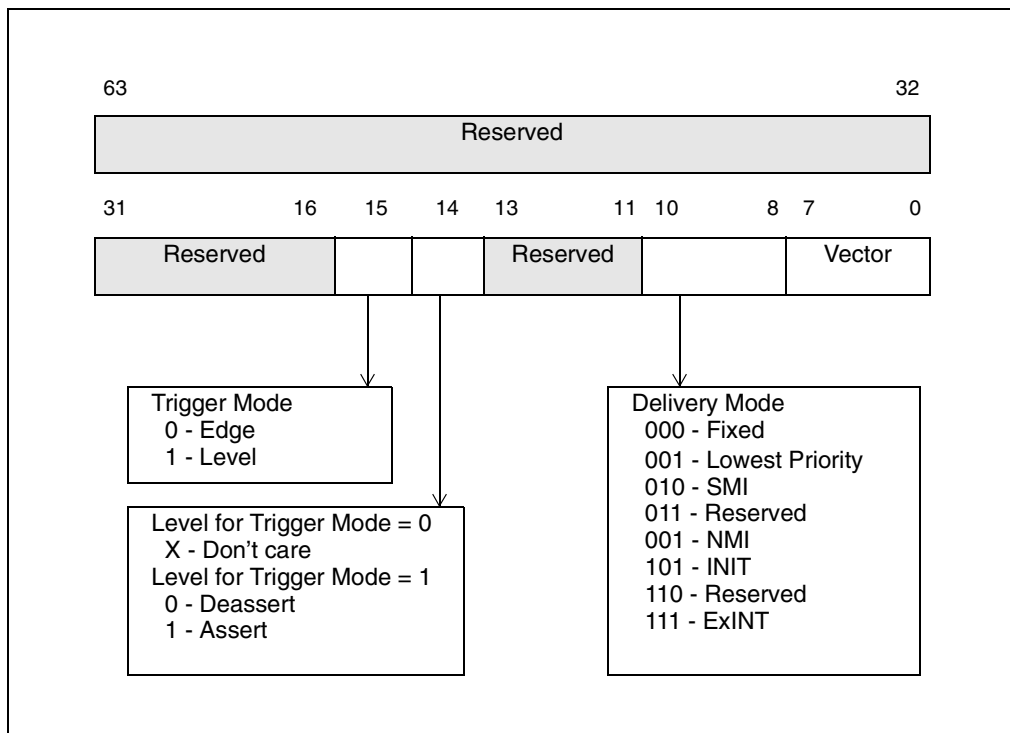 63 32
Reserved
31 16 15 14 13 11 10 8 7 0
Reserved Reserved Vector
Trigger Mode
0 - Edge
1 - Level
Level for Trigger Mode = 0
X - Don't care
Level for Trigger Mode = 1
0 - Deassert
1 - Assert
Delivery Mode
000 - Fixed
001 - Lowest Priority
010 - SMI
011 - Reserved
001 - NMI
101 - INIT
110 - Reserved
111 - ExINT